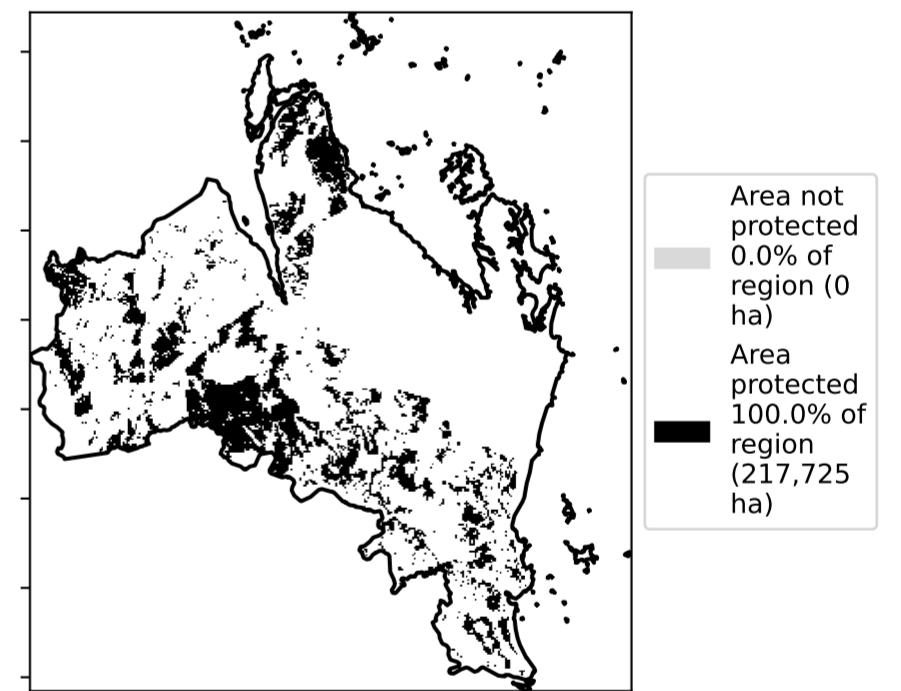 Area not
protected
0.0% of
region (0
ha)
Area
protected
100.0% of
region
(217,725
ha)